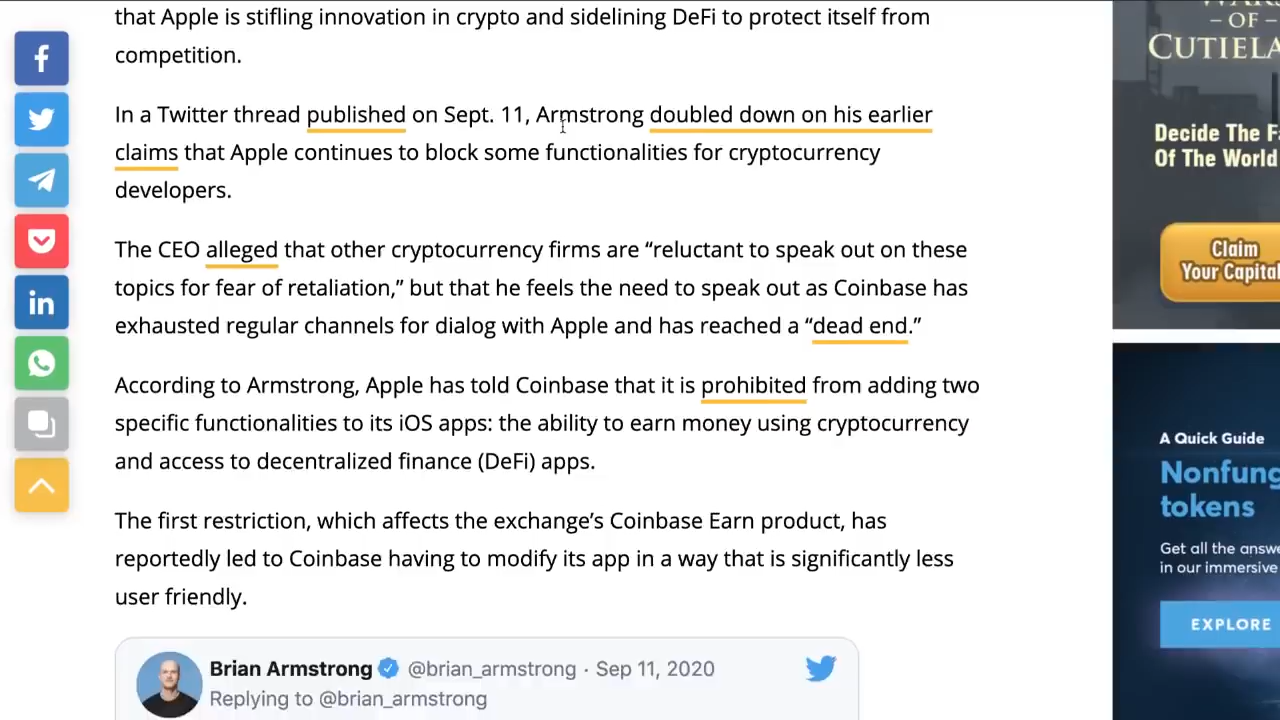 that Apple is stifling innovation in crypto and sidelining DeFi to protect itself from
competition.
In a Twitter thread published on Sept. 11, Armstrong doubled down on his earlier
claims that Apple continues to block some functionalities for cryptocurrency
developers.
The CEO alleged that other cryptocurrency firms are “reluctant to speak out on these
topics for fear of retaliation,” but that he feels the need to speak out as Coinbase has
exhausted regular channels for dialog with Apple and has reached a “dead end.”
According to Armstrong, Apple has told Coinbase that it is prohibited from adding two
specific functionalities to its iOS apps: the ability to earn money using cryptocurrency
and access to decentralized finance (DeFi) apps.
The first restriction, which affects the exchange’s Coinbase Earn product, has
reportedly led to Coinbase having to modify its app in a way that is significantly less
user friendly.
Brian Armstrong @brian_armstrong · Sep 11, 2020
Replying to @brian_armstrong
– OF –
Decide The
Of The World
Claim
Your
A Quick Guide
tokens
Get all the
in our immersive
EXPLORE